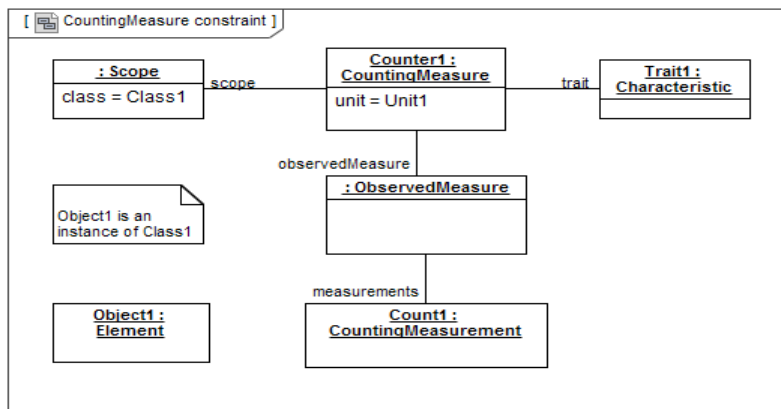 [ CountingMeasure constraint ]
: Scope
class = Class1
scope
Counter1 :
CountingMeasure
unit = Unit1
trait
Trait1 :
Characteristic
observedMeasure
: ObservedMeasure
Object1 is an
instance of Class1
measurements
Object1 :
Element
Count1 :
CountingMeasurement